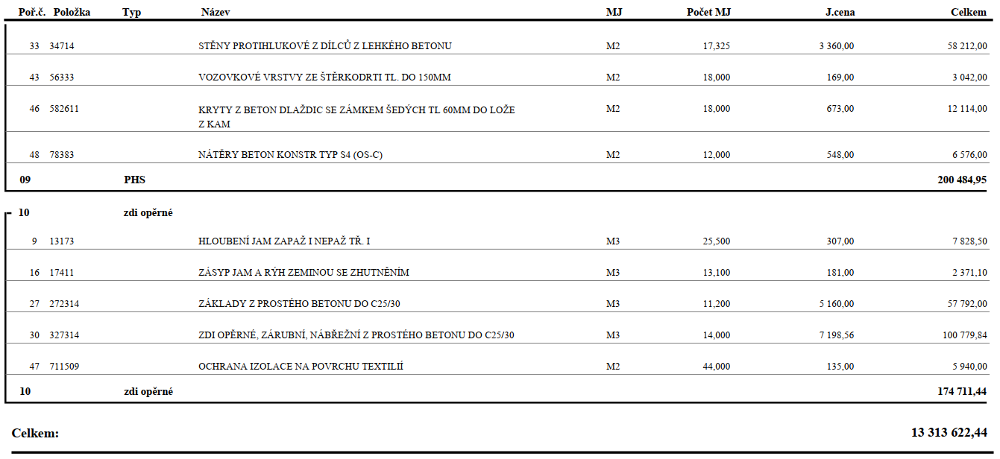 Poř.č. Položka Typ Název MJ Počet MJ J.cena Celkem
33 34714 STĚNY PROTIHLUKOVÉ Z DÍLCŮ Z LEHKÉHO BETONU M2 17,325 3 360,00 58 212,00
43 56333 VOZOVKOVÉ VRSTVY ZE ŠTĚRKODRTI TL. DO 150MM M2 18,000 169,00 3 042,00
46 582611 KRYTY Z BETON DLAŽDIC SE ZÁMKEM ŠEDÝCH TL 60MM DO LOŽE M2 18,000 673,00 12 114,00
Z KAM
48 78383 NÁTĚRY BETON KONSTR TYP S4 (OS-C) M2 12,000 548,00 6 576,00
09 PHS 200 484,95
10 zdi opěrné
9 13173 HLOUBENÍ JAM ZAPAŽ I NEPAŽ TŘ. I M3 25,500 307,00 7 828,50
16 17411 ZÁSYP JAM A RÝH ZEMINOU SE ZHUTNĚNÍM M3 13,100 181,00 2 371,10
27 272314 ZÁKLADY Z PROSTÉHO BETONU DO C25/30 M3 11,200 5 160,00 57 792,00
30 327314 ZDI OPĚRNÉ, ZÁRUBNÍ, NÁBŘEŽNÍ Z PROSTÉHO BETONU DO C25/30 M3 14,000 7 198,56 100 779,84
47 711509 OCHRANA IZOLACE NA POVRCHU TEXTILIÍ M2 44,000 135,00 5 940,00
10 zdi opěrné 174 711,44
Celkem: 13 313 622,44